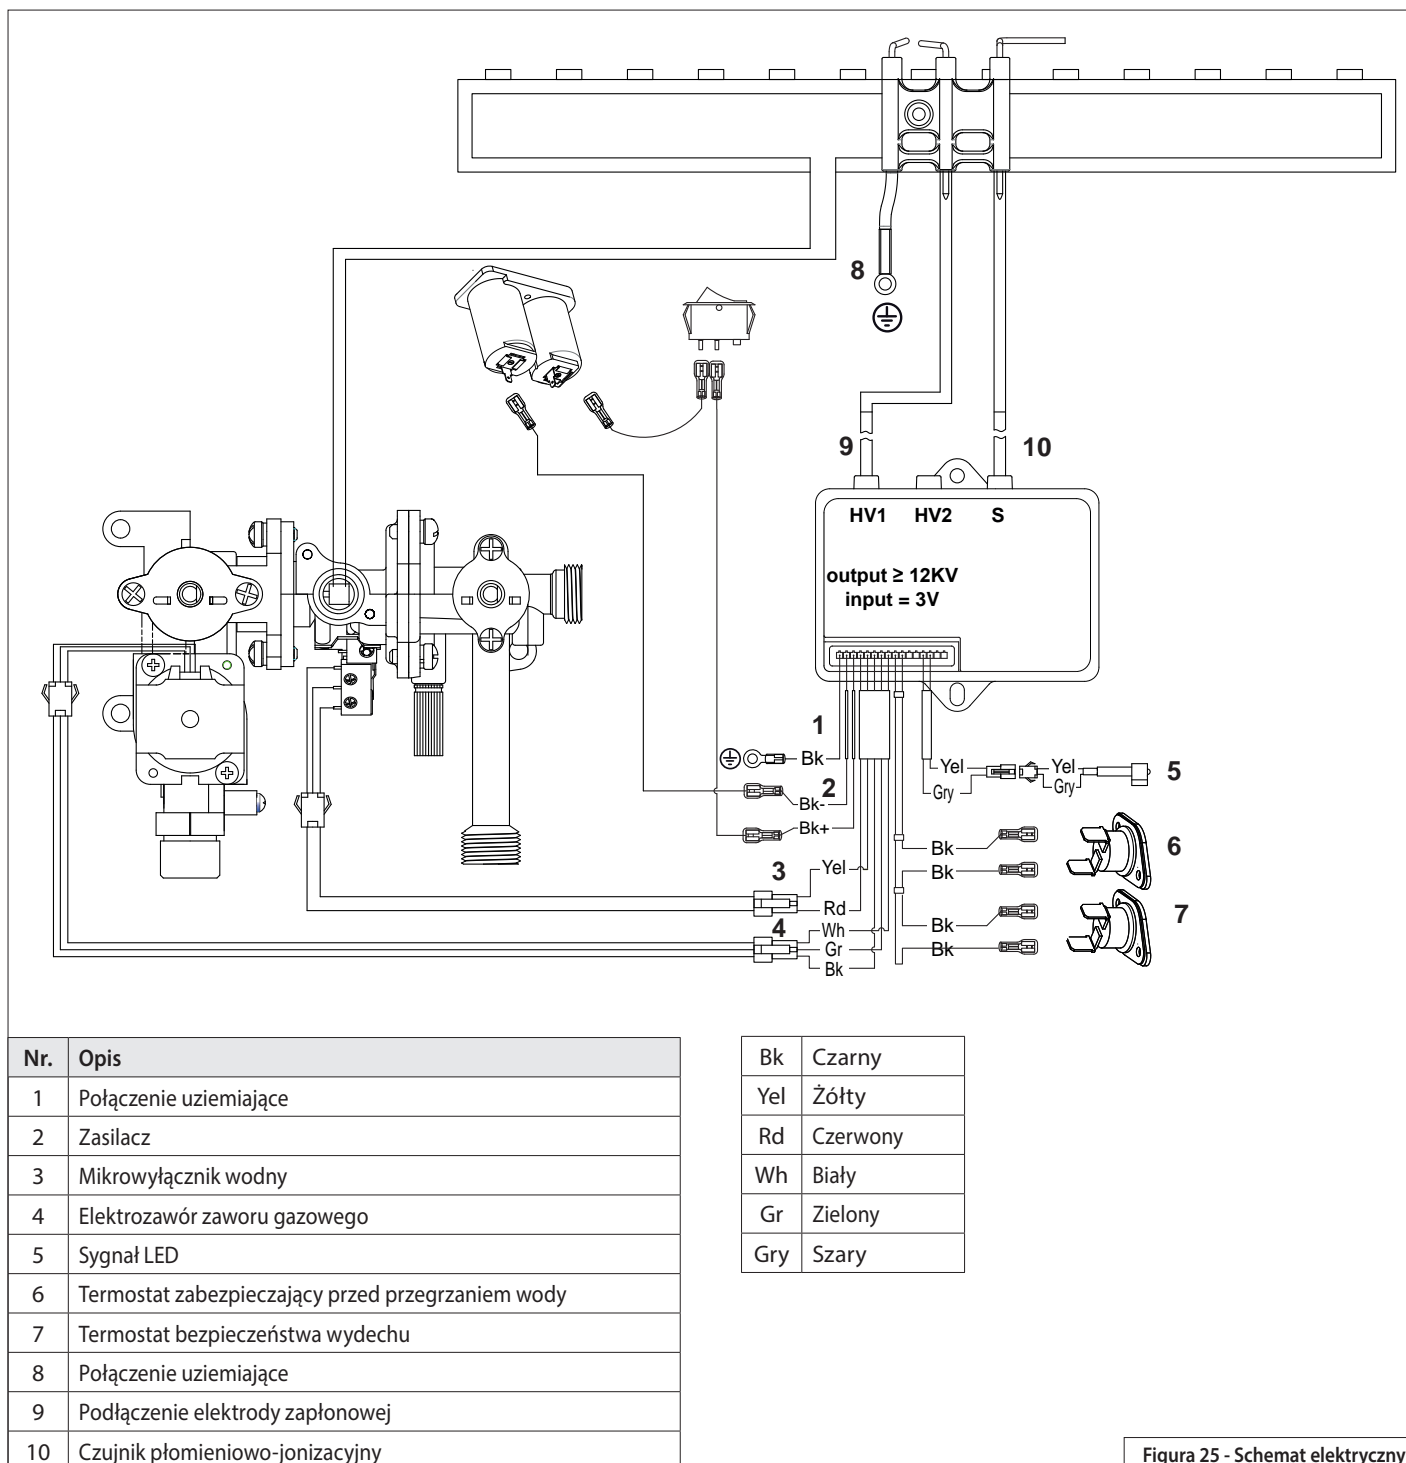 8
9
10
HV1 HV2 S
output ≥ 12KV
input = 3V
1
Bk
2
Bk-
Bk+
Yel Yel
Gry Gry
5
3
Yel
Rd
4
Wh
Gr
Bk
Bk
Bk
6
Bk
Bk
7
Nr. Opis
1 Połączenie uziemiające
2 Zasilacz
3 Mikrowyłącznik wodny
4 Elektrozawór zaworu gazowego
5 Sygnał LED
6 Termostat zabezpieczający przed przegrzaniem wody
7 Termostat bezpieczeństwa wydechu
8 Połączenie uziemiające
9 Podłączenie elektrody zapłonowej
10 Czujnik płomieniowo-jonizacyjny
Bk Czarny
Yel Żółty
Rd Czerwony
Wh Biały
Gr Zielony
Gry Szary
Figura 25 - Schemat elektryczny